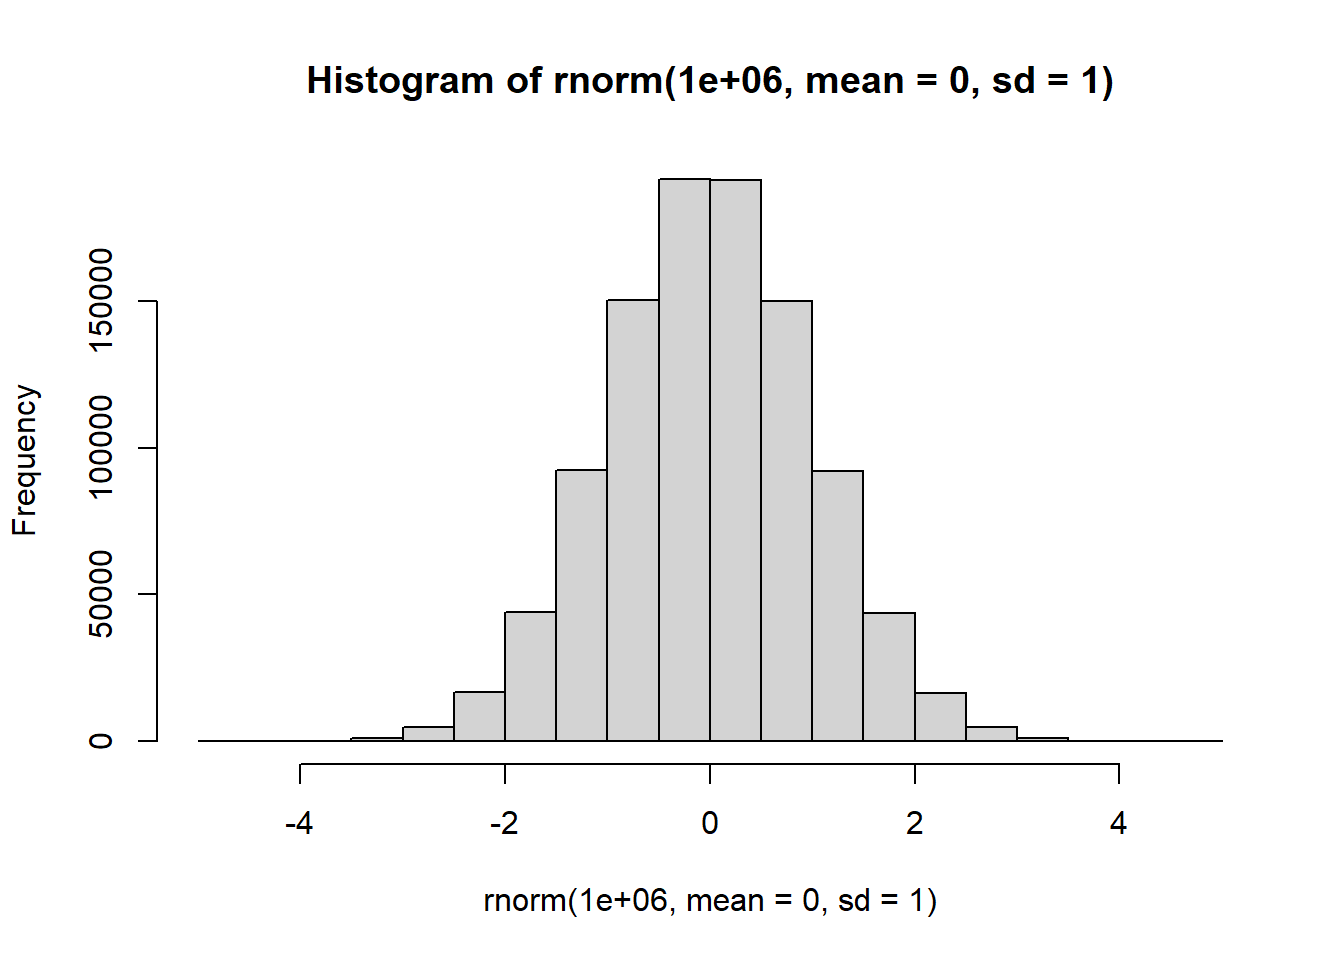 Histogram of rnorm(1e+06, mean = 0, sd = 1)
Frequency
150000
100000
50000
0
-4 -2 0 2 4
rnorm(1e+06, mean = 0, sd = 1)